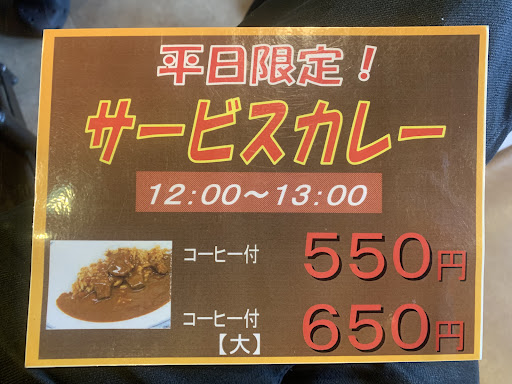 平日限定！
サービスカレー
12:00～13:00
コーヒー付 550円
コーヒー付 650円
【大】